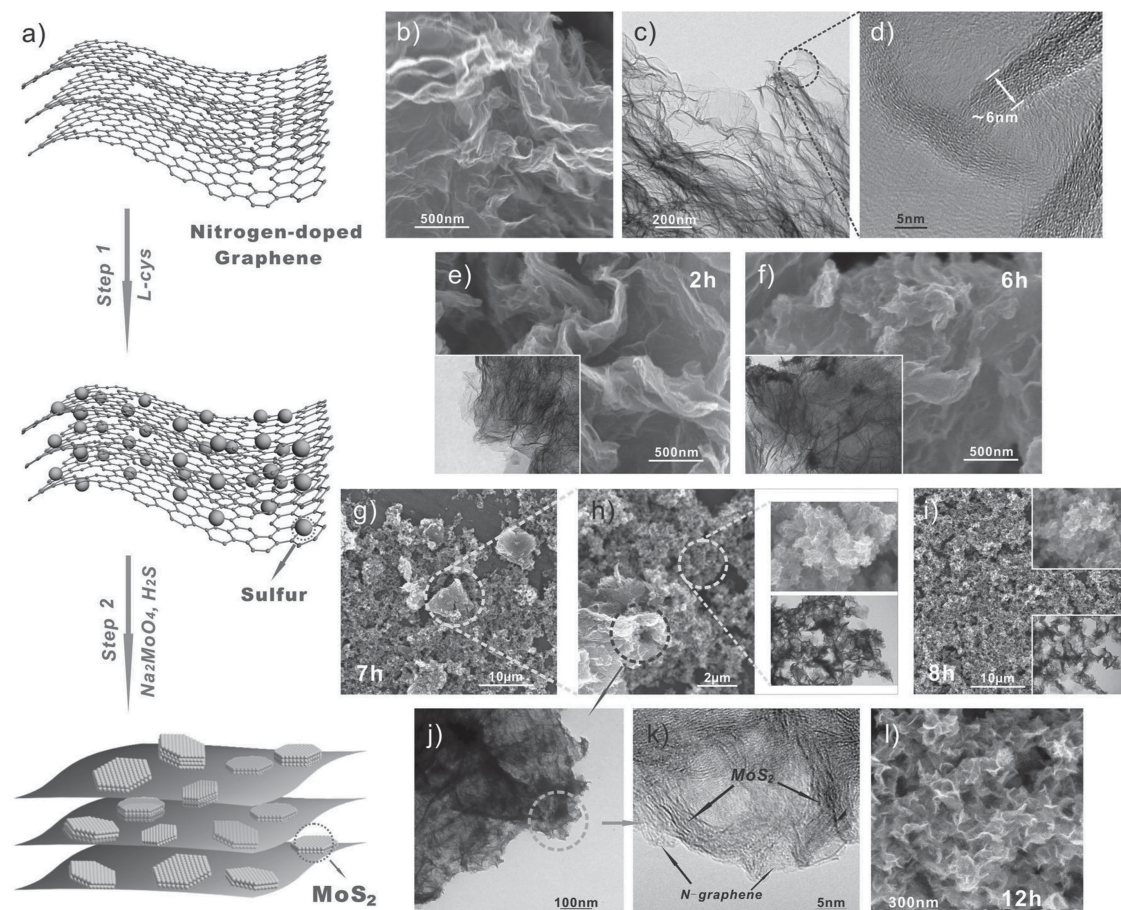 a)
Nitrogen-doped
Graphene
Step 1
L-cys
Sulfur
Step 2
Na₂MoO₄, H₂S
MoS₂
b)
500nm
c)
200nm
d)
~6nm
5nm
e)
2h
500nm
f)
6h
500nm
g)
7h
10μm
h)
2μm
i)
8h
10μm
j)
100nm
k)
MoS₂
N-graphene
5nm
l)
300nm
12h